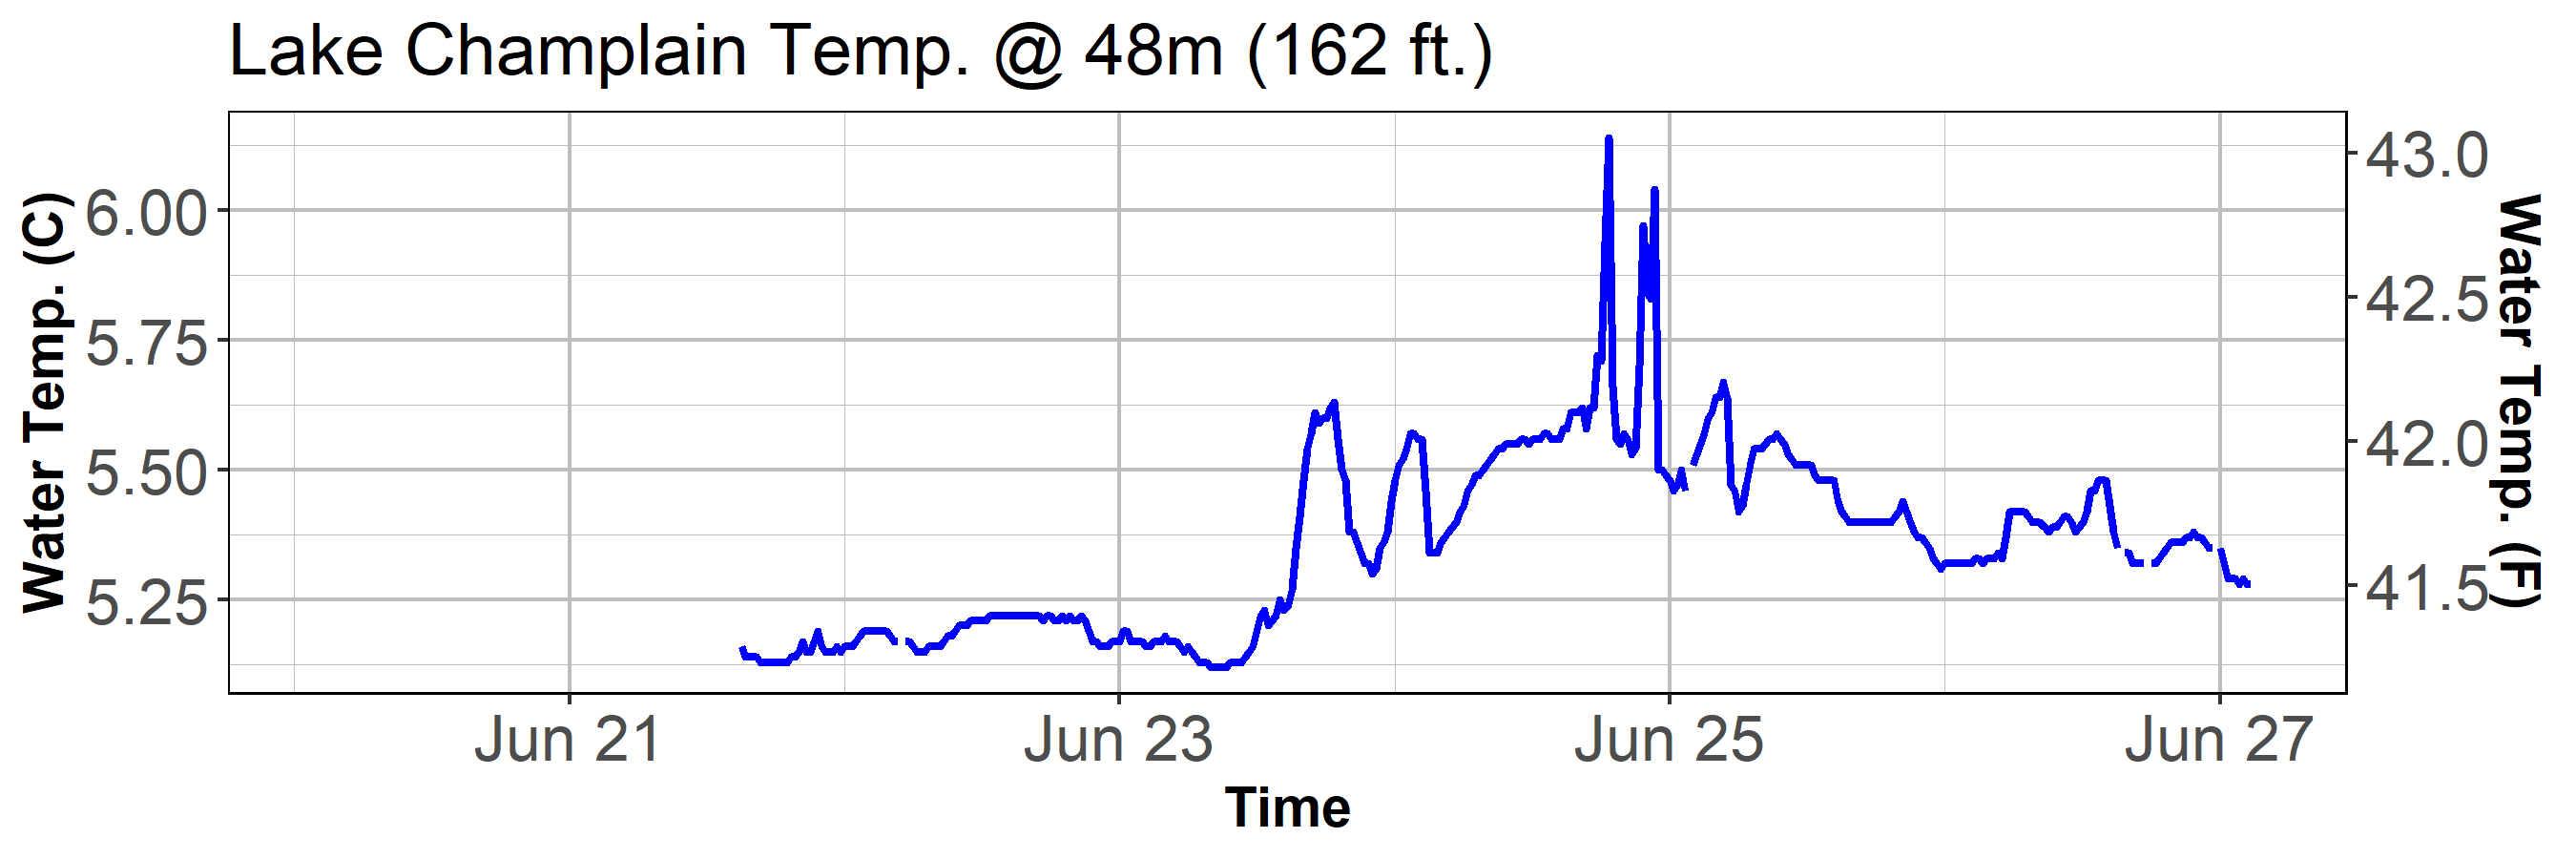 Lake Champlain Temp. @ 48m (162 ft.)
Water Temp. (C)
6.00
5.75
5.50
5.25
43.0
42.5
42.0
41.5
Water Temp. (F)
Jun 21 Jun 23 Jun 25 Jun 27
Time